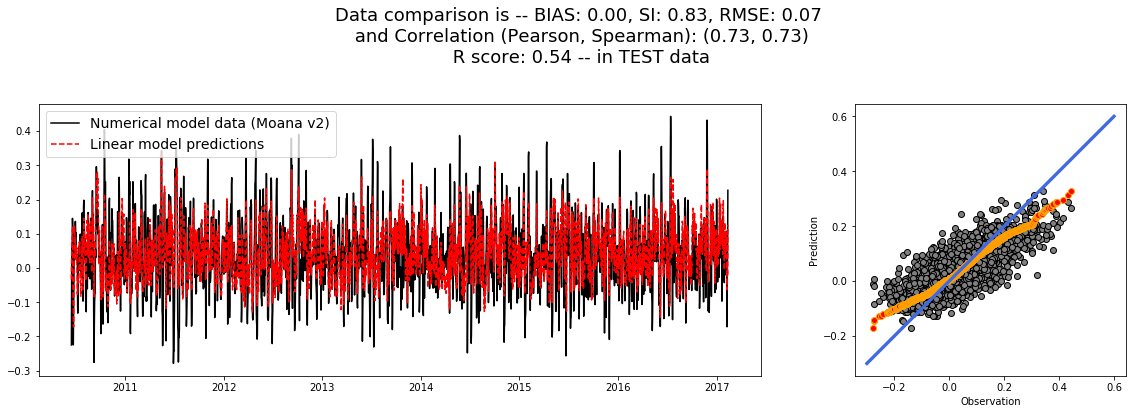 Data comparison is -- BIAS: 0.00, SI: 0.83, RMSE: 0.07
and Correlation (Pearson, Spearman): (0.73, 0.73)
R score: 0.54 -- in TEST data
Numerical model data (Moana v2)
Linear model predictions
0.4
0.3
0.2
0.1
0.0
−0.1
−0.2
−0.3
2011 2012 2013 2014 2015 2016 2017
Prediction
0.6
0.4
0.2
0.0
−0.2
−0.2 0.0 0.2 0.4 0.6
Observation